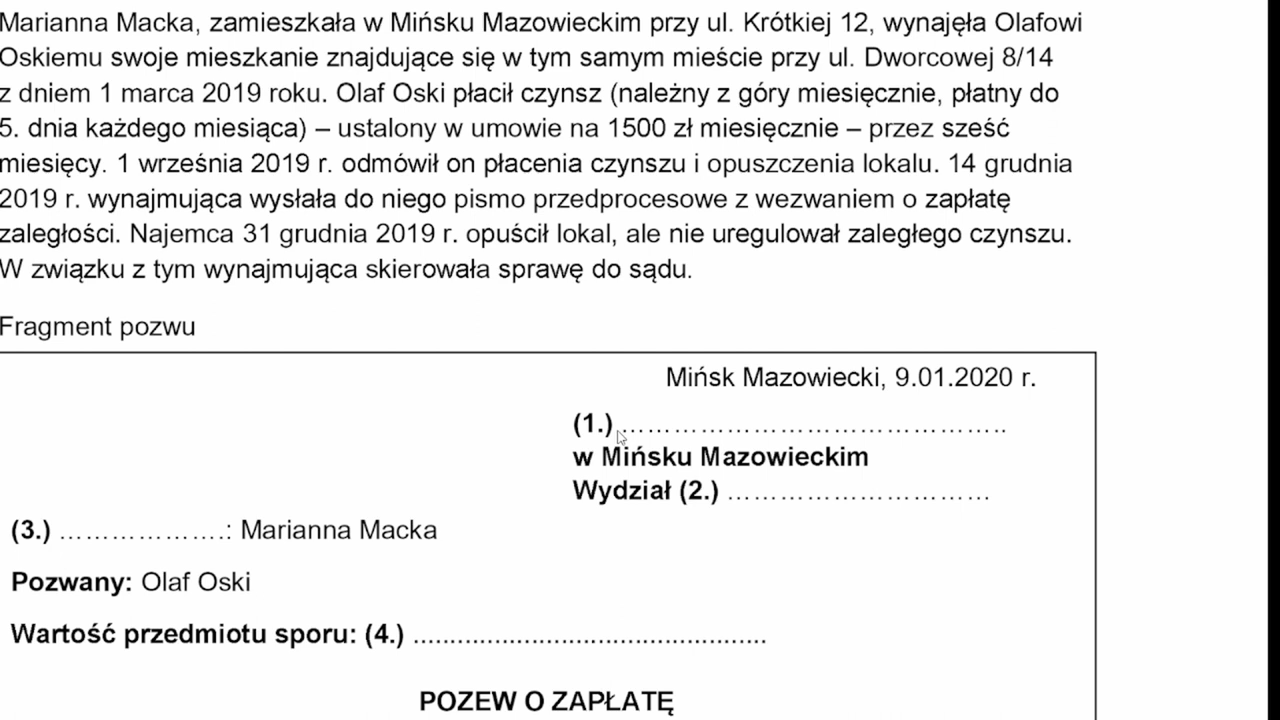 Marianna Macka, zamieszkała w Mińsku Mazowieckim przy ul. Krótkiej 12, wynajęła Olafowi
Oskiemu swoje mieszkanie znajdujące się w tym samym mieście przy ul. Dworcowej 8/14
z dniem 1 marca 2019 roku. Olaf Oski płacił czynsz (należny z góry miesięcznie, płatny do
5. dnia każdego miesiąca) – ustalony w umowie na 1500 zł miesięcznie – przez sześć
miesięcy. 1 września 2019 r. odmówił on płacenia czynszu i opuszczenia lokalu. 14 grudnia
2019 r. wynajmująca wysłała do niego pismo przedprocesowe z wezwaniem o zapłatę
zaległości. Najemca 31 grudnia 2019 r. opuścił lokal, ale nie uregulował zaległego czynszu.
W związku z tym wynajmująca skierowała sprawę do sądu.
Fragment pozwu
Mińsk Mazowiecki, 9.01.2020 r.
(1.) ……………………………………..
w Mińsku Mazowieckim
Wydział (2.) …………………………
(3.) ……………….: Marianna Macka
Pozwany: Olaf Oski
Wartość przedmiotu sporu: (4.) ................................................
POZEW O ZAPŁATĘ